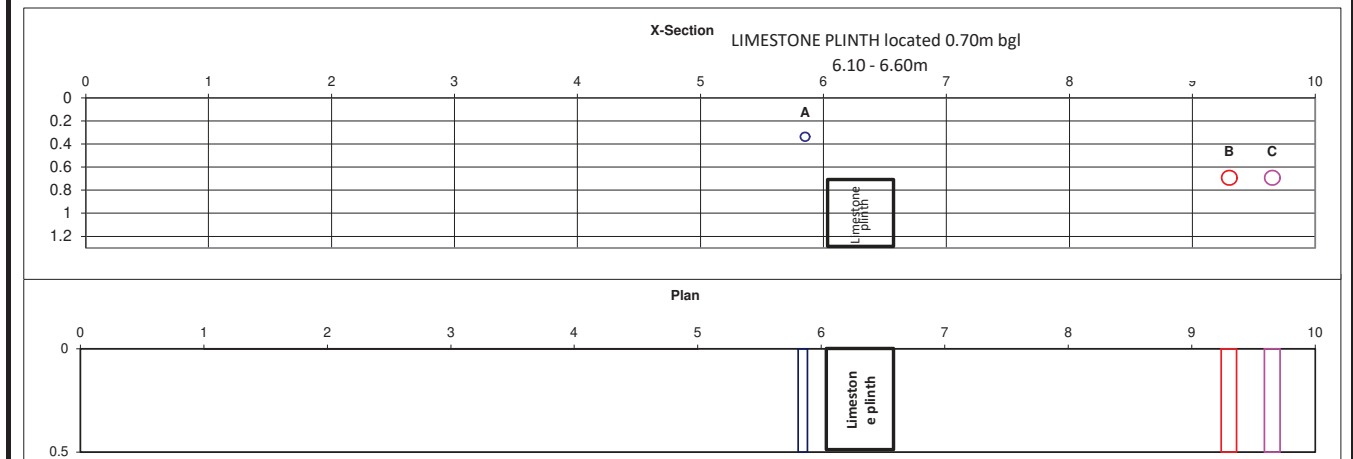 X-Section
LIMESTONE PLINTH located 0.70m bgl
6.10 - 6.60m
0 1 2 3 4 5 6 7 8 10
0
0.2
0.4
0.6
0.8
1
1.2
A
B C
Limestone
plinth
Plan
0 1 2 3 4 5 6 7 8 9 10
0
0.5
Limeston
e plinth